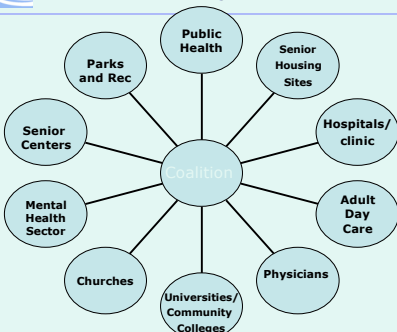 Public
Health
Parks
and Rec
Senior
Housing
Sites
Senior
Centers
Hospitals/
clinic
Coalition
Mental
Health
Sector
Adult
Day
Care
Churches
Physicians
Universities/
Community
Colleges